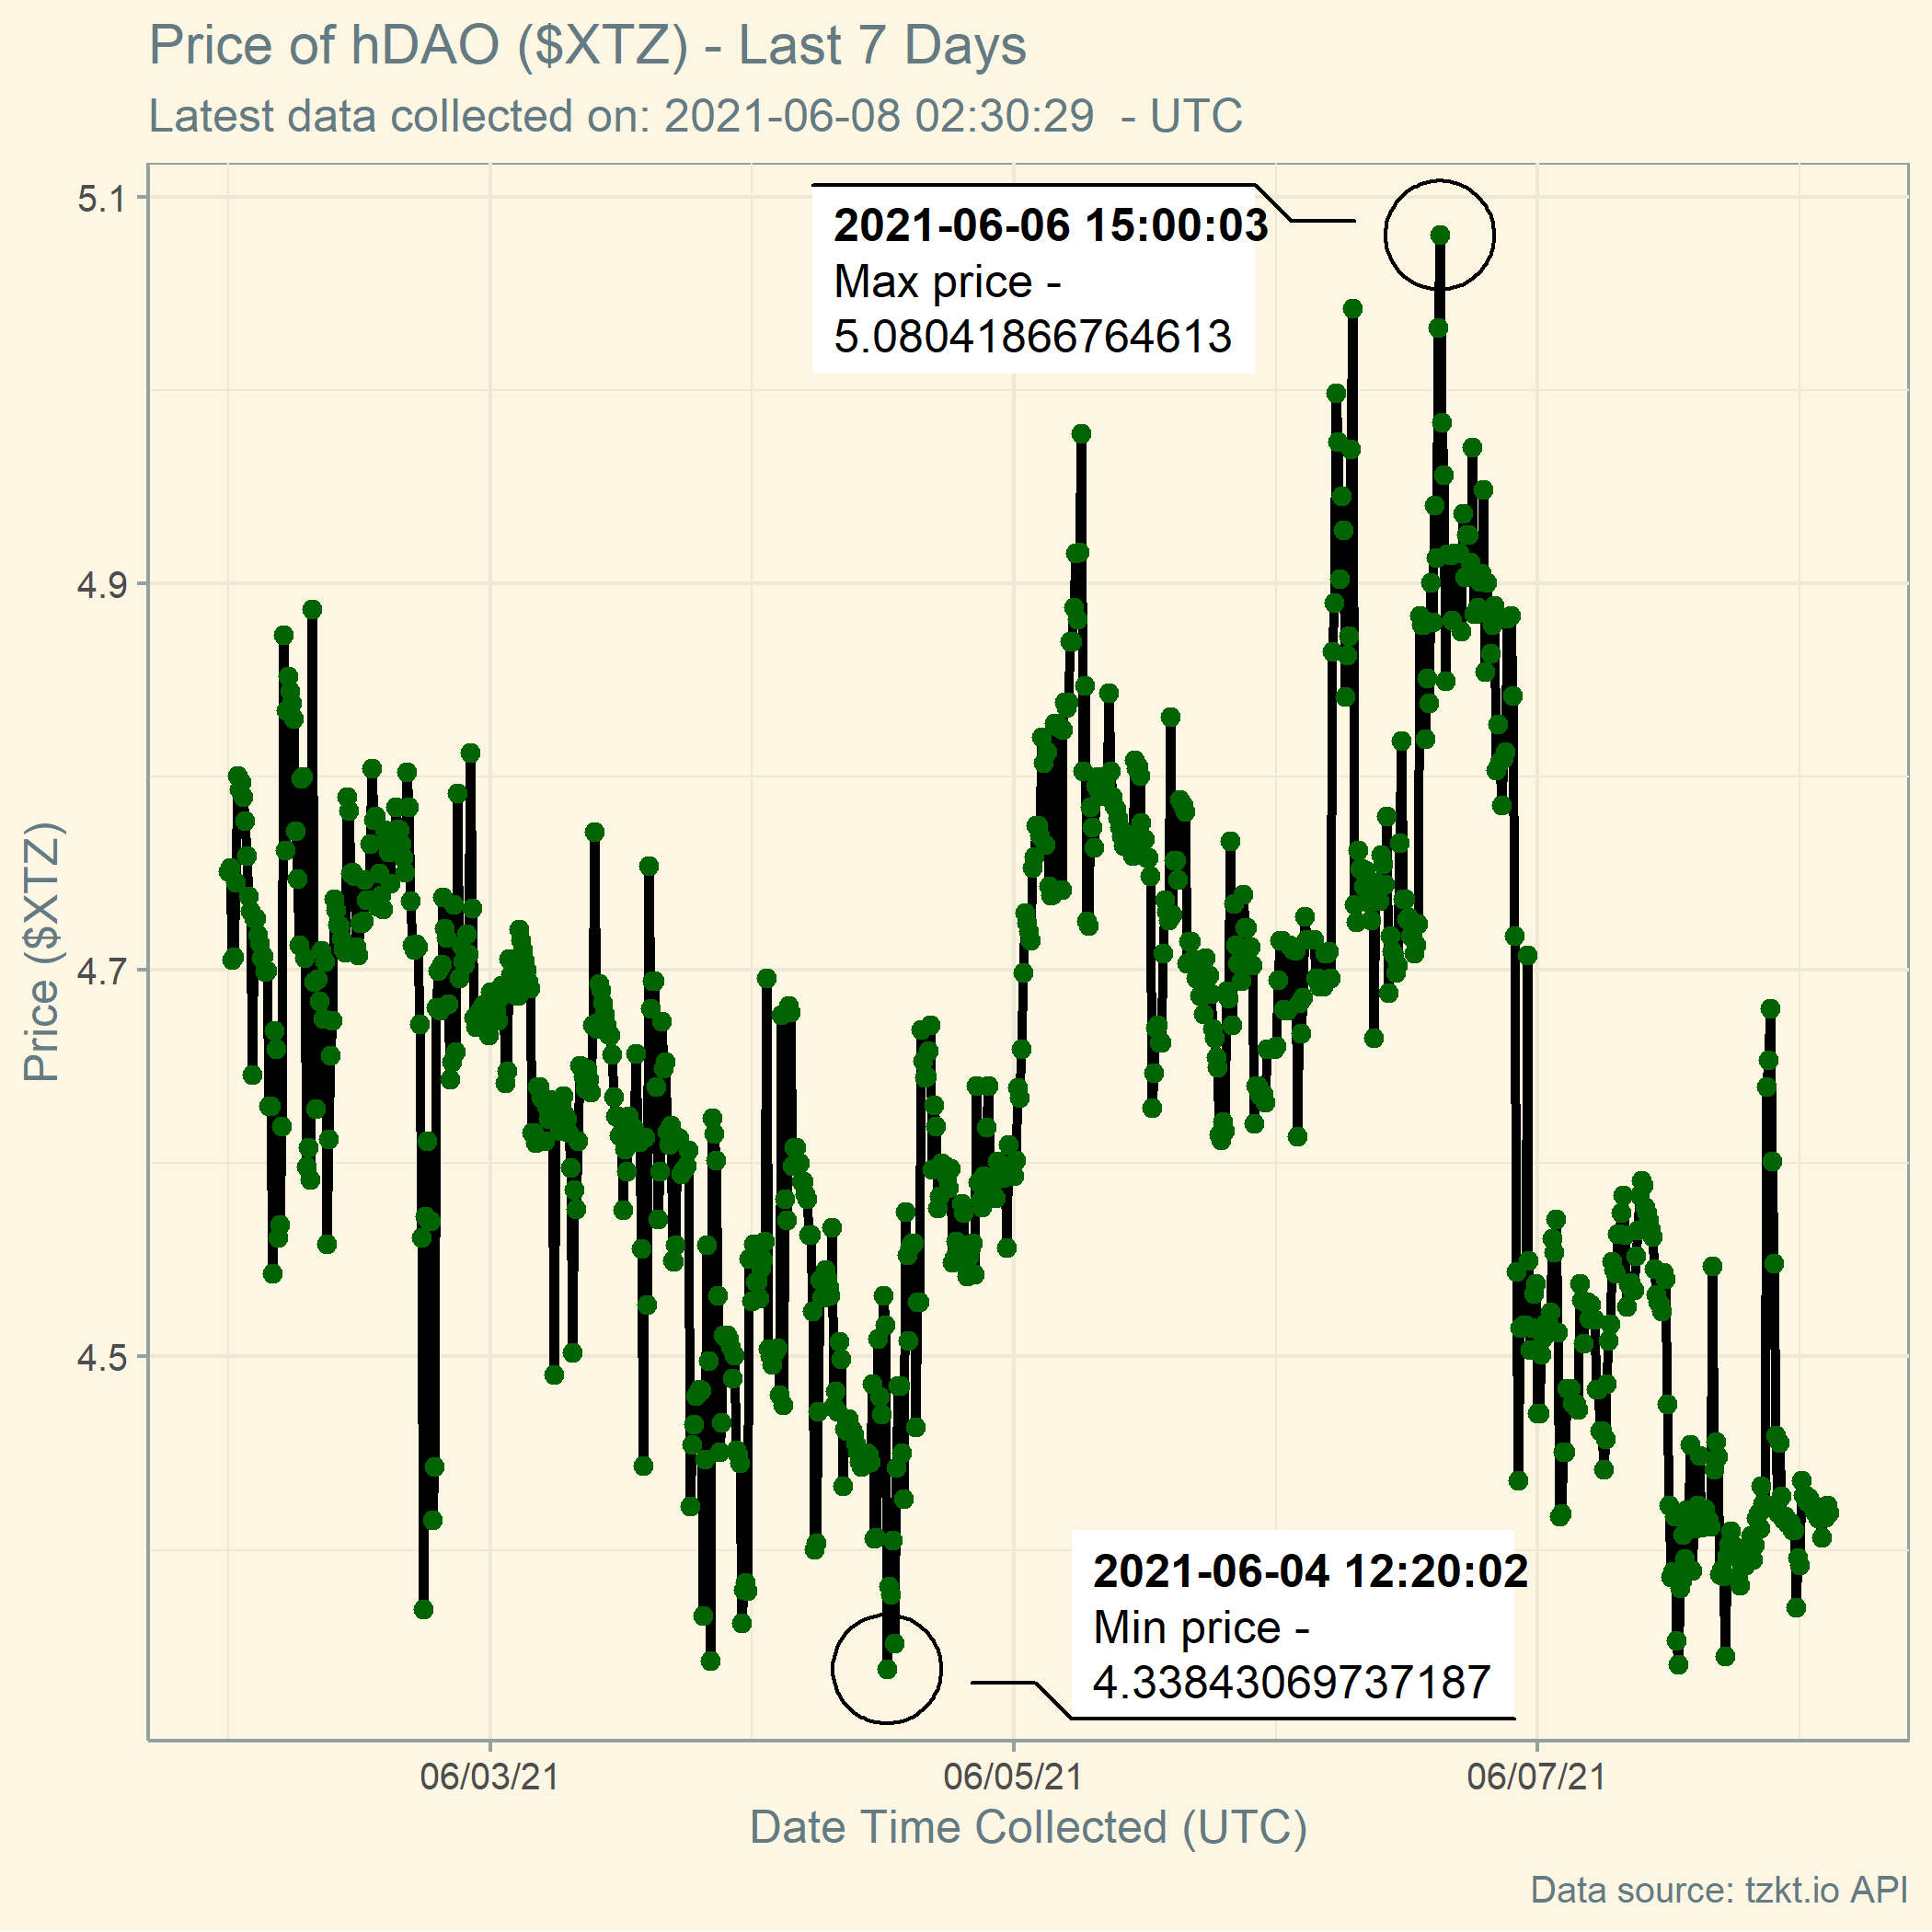 Price of hDAO ($XTZ) - Last 7 Days
Latest data collected on: 2021-06-08 02:30:29  - UTC
5.1
4.9
4.7
4.5
Price ($XTZ)
2021-06-06 15:00:03
Max price -
5.08041866764613
2021-06-04 12:20:02
Min price -
4.33843069737187
06/03/21
06/05/21
06/07/21
Date Time Collected (UTC)
Data source: tzkt.io API